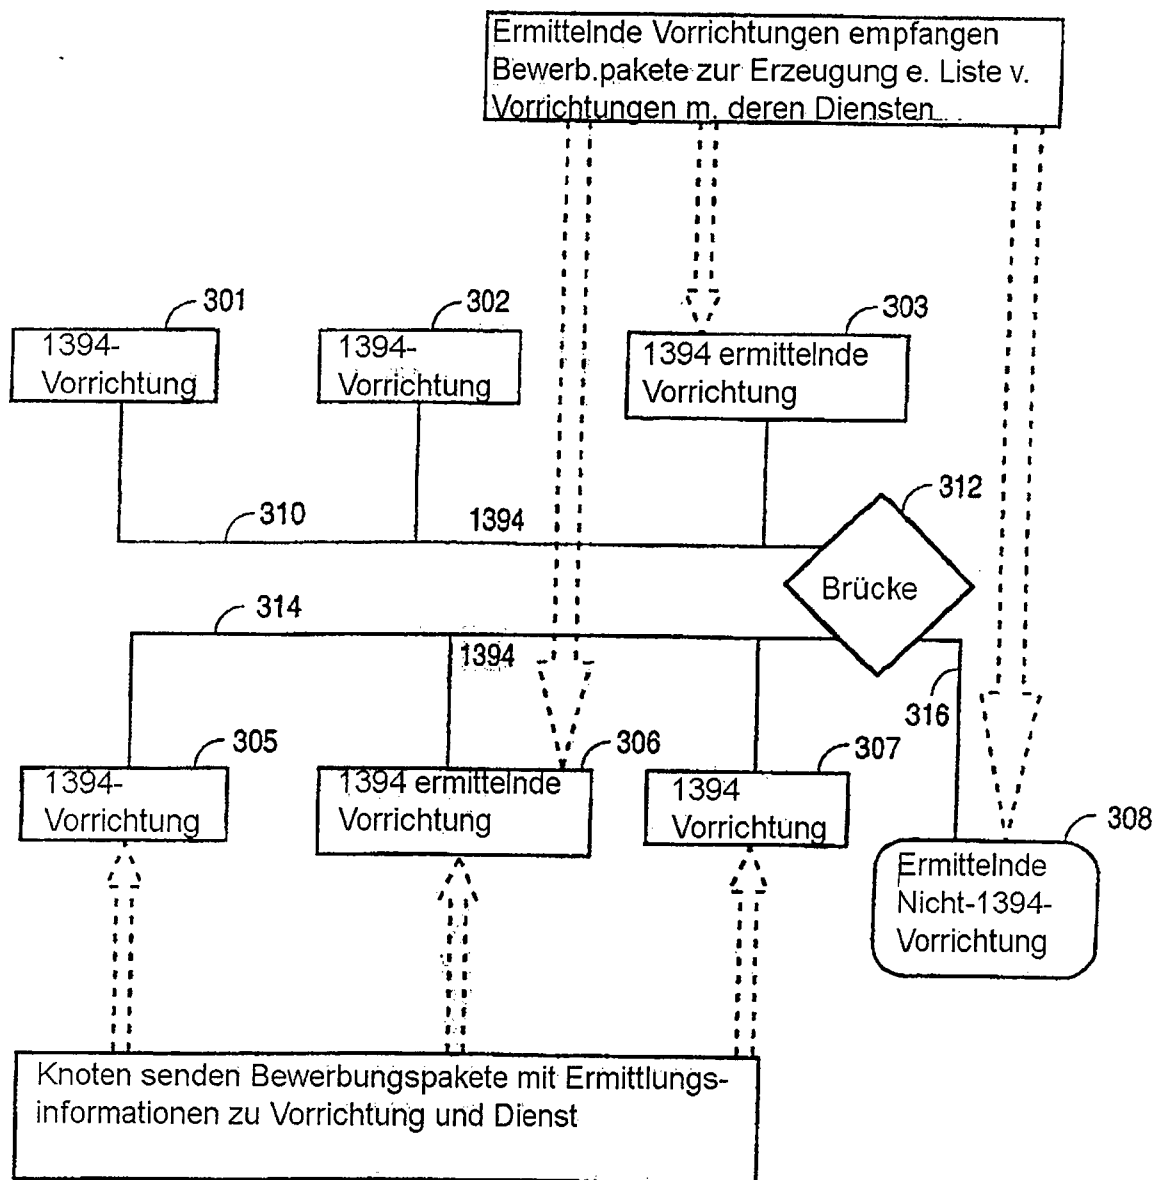 Ermittelnde Vorrichtungen empfangen
Bewerb.pakete zur Erzeugung e. Liste v.
Vorrichtungen m. deren Diensten
301
302
303
1394-
Vorrichtung
1394-
Vorrichtung
1394 ermittelnde
Vorrichtung
312
310
1394
Brücke
314
1394
316
305
306
307
308
1394-
Vorrichtung
1394 ermittelnde
Vorrichtung
1394
Vorrichtung
Ermittelnde
Nicht-1394-
Vorrichtung
Knoten senden Bewerbungspakete mit Ermittlungs-
informationen zu Vorrichtung und Dienst